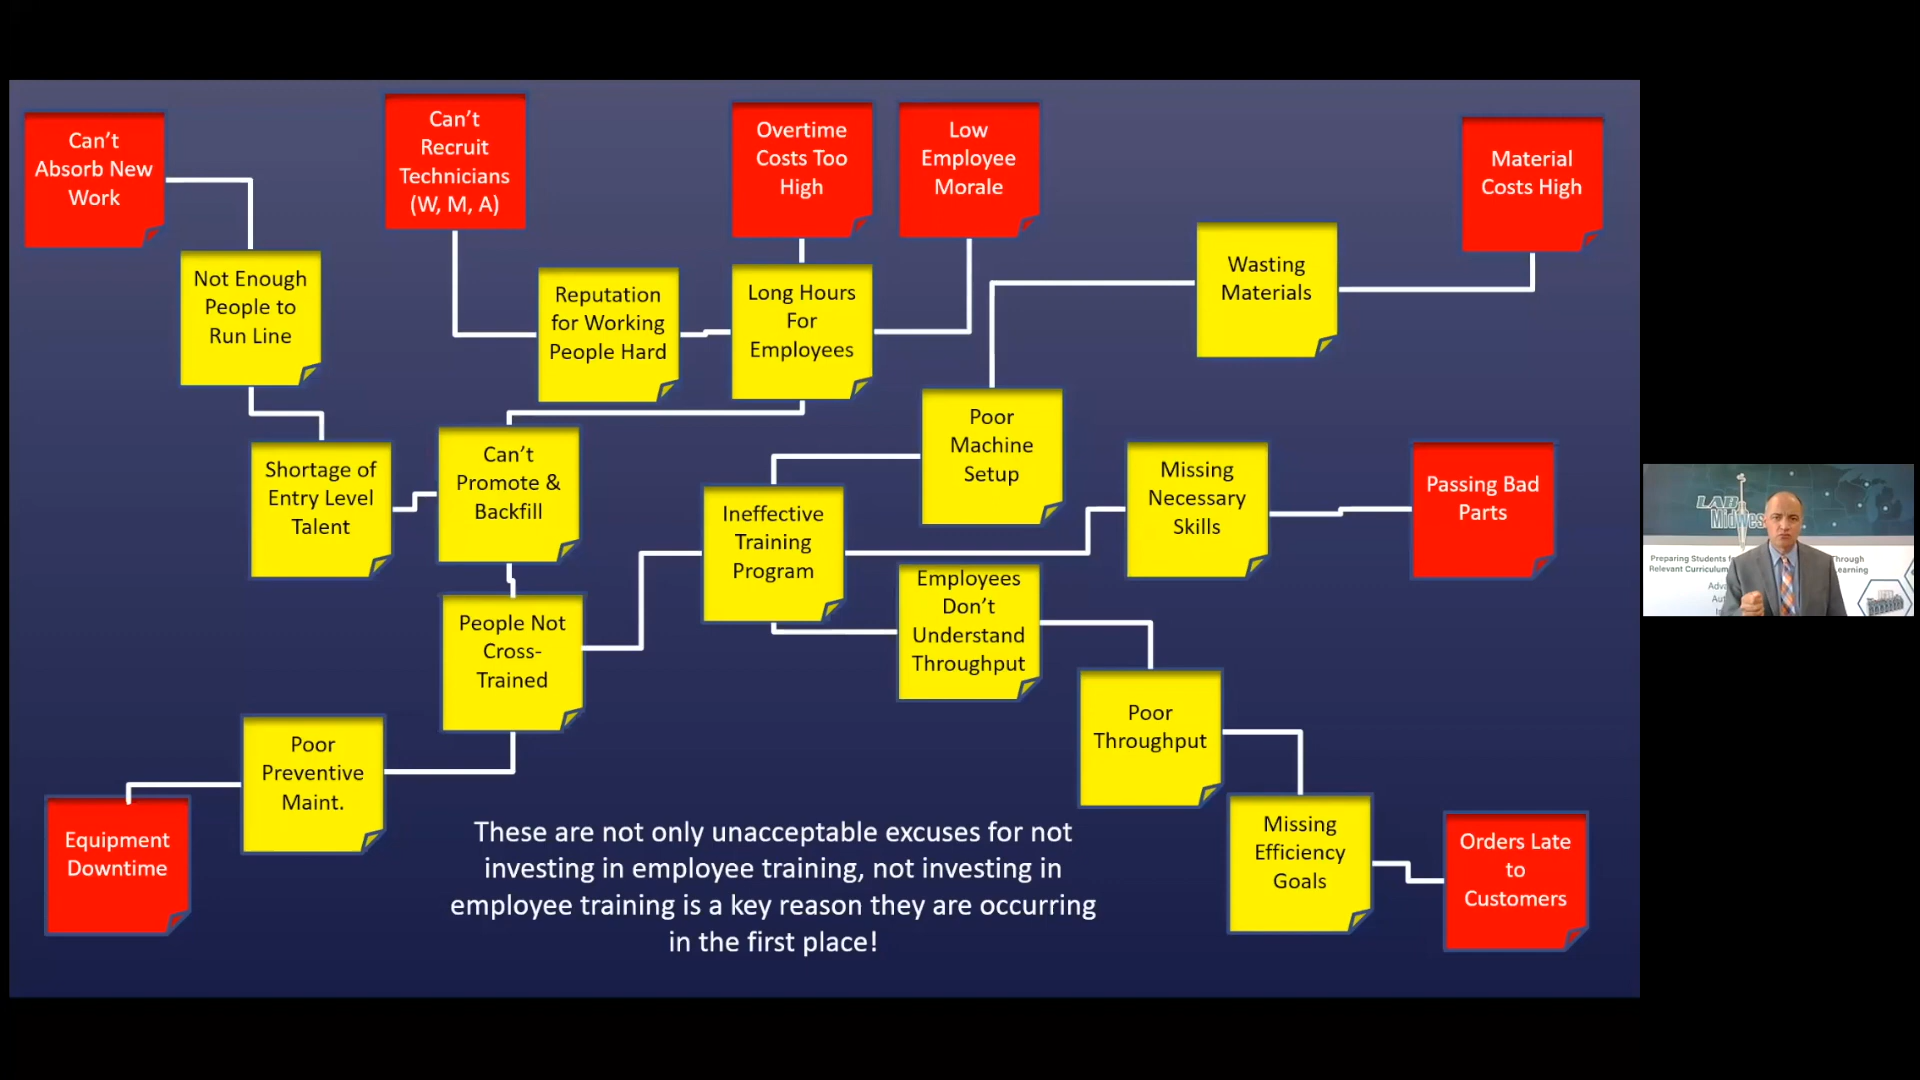 Can't
Absorb New
Work
Can't
Recruit
Technicians
(W, M, A)
Overtime
Costs Too
High
Low
Employee
Morale
Material
Costs High
Not Enough
People to
Run Line
Reputation
for Working
People Hard
Long Hours
For
Employees
Wasting
Materials
Shortage of
Entry Level
Talent
Can't
Promote &
Backfill
Ineffective
Training
Program
Poor
Machine
Setup
Missing
Necessary
Skills
Passing Bad
Parts
People Not
Cross-
Trained
Employees
Don't
Understand
Throughput
Poor
Throughput
Poor
Preventive
Maint.
Equipment
Downtime
Missing
Efficiency
Goals
Orders Late
to
Customers
These are not only unacceptable excuses for not
investing in employee training, not investing in
employee training is a key reason they are occurring
in the first place!
LAB
Midwes
Preparing Students Through
Relevant Curriculum earning